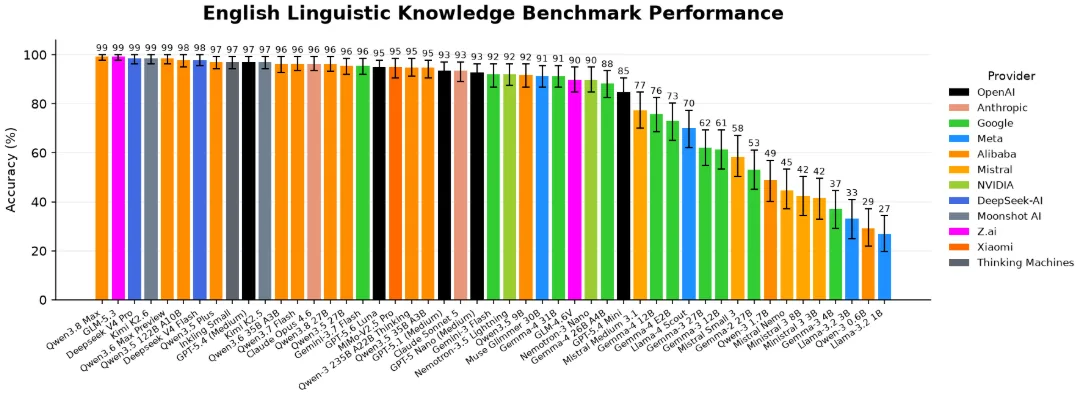 English Linguistic Knowledge Benchmark Performance
Accuracy (%)
100
80
60
40
20
0
99 99 99 99 99 98 98 97 97 97 97 96 96 96 96 96 96 95 95 95 95 93 93 93 92 92 92 91 91 90 90 88 85 77 76 73 70 62 61 58 53 49 45 42 42 37 33 29 27
Qwen3.8 Max
GLM-5.3
Deepseek V4 Pro
Kimi K2.6
Qwen3.6 Max Preview
Qwen3.5 122B A10B
Deepseek V4 Flash
Qwen3.5 Plus
Inkling Small
GPT-5.4 (Medium)
Kimi K2.5
Qwen3.6 35B A3B
Qwen3.7 Flash
Claude Opus 4.6
Qwen3.8 27B
Qwen3.5 27B
Gemini-3.7 Flash
GPT-5.6 Luna
MiMo-V2.5 Pro
Qwen-3 235B A22B Thinking
Qwen3.5 35B A3B
GPT-5.1 (Medium)
Claude Sonnet 5
GPT-5 Nano (Medium)
Gemini-3 Flash
Nemotron-3.5 Lightning
Qwen3.5 9B
Muse Glimmer 30B
Gemma-4 31B
GLM-4.6V
Nemotron-3 Nano
Gemma-4 26B A4B
GPT-5.4 Mini
Mistral Medium 3.1
Gemma-4 12B
Gemma-4 E2B
Llama-4 Scout
Gemma-3 27B
Gemma-3 12B
Mistral Small 3
Gemma-2 27B
Qwen-3 1.7B
Mistral Nemo
Ministral 3 8B
Ministral 3 3B
Gemma-3 4B
Llama-3.2 3B
Qwen-3 0.6B
Llama-3.2 1B
Provider
OpenAI
Anthropic
Google
Meta
Alibaba
Mistral
NVIDIA
DeepSeek-AI
Moonshot AI
Z.ai
Xiaomi
Thinking Machines